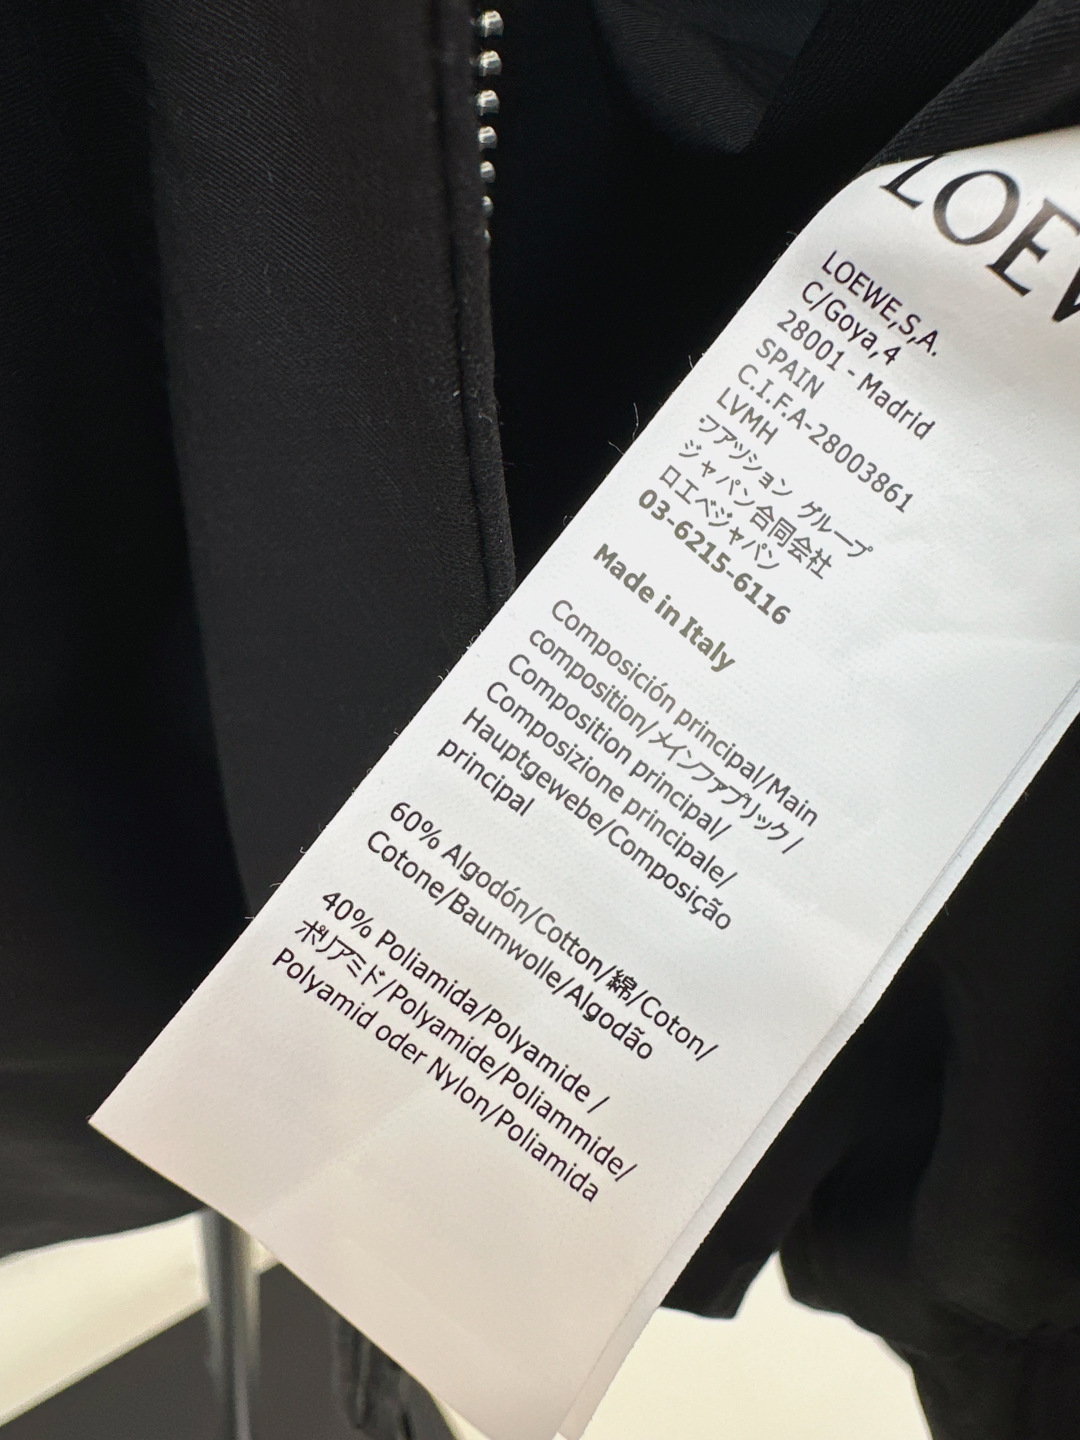 LOEW
LOEWE,S,A.
C/Goya,4
28001 - Madrid
SPAIN
C.I.F.A-28003861
LVMH
ファッション グループ
ジャパン合同会社
ロエベジャパン
03-6215-6116
Made in Italy
Composición principal/Main
composition/メインファブリック/
Composition principal/
Composizione principale/
Hauptgewebe/Composição
principal
60% Algodón/Cotton/綿/Coton/
Cotone/Baumwolle/Algodão
40% Poliamida/Polyamide /
ポリアミド/Polyamide/Poliammide/
Polyamid oder Nylon/Poliamida